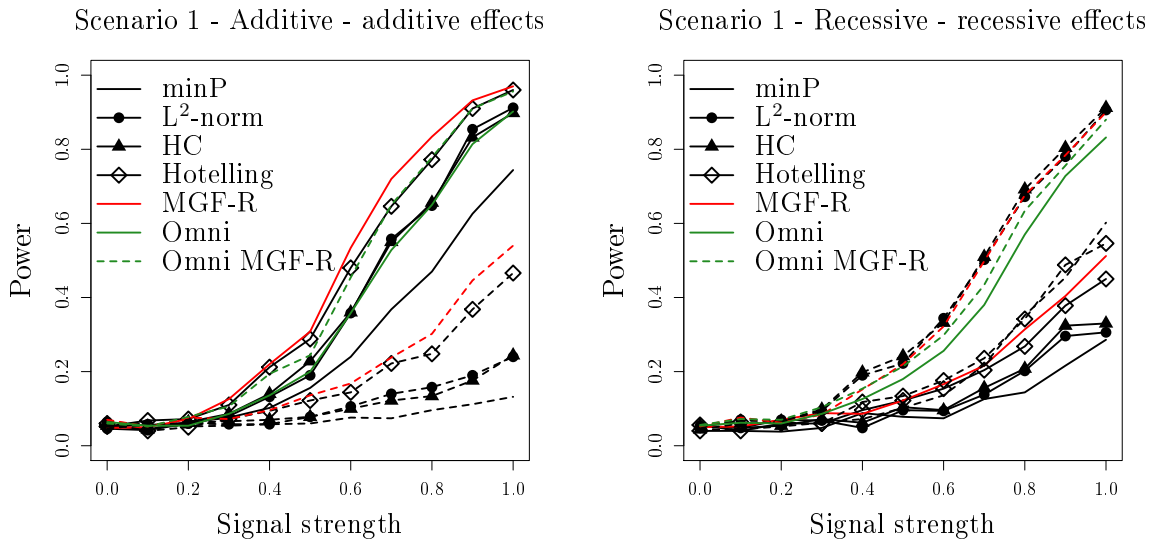 Scenario 1 - Additive - additive effects
1.0
0.8
0.6
0.4
0.2
0.0
Power
minP
L²-norm
HC
Hotelling
MGF-R
Omni
Omni MGF-R
0.0 0.2 0.4 0.6 0.8 1.0
Signal strength
Scenario 1 - Recessive - recessive effects
1.0
0.8
0.6
0.4
0.2
0.0
Power
minP
L²-norm
HC
Hotelling
MGF-R
Omni
Omni MGF-R
0.0 0.2 0.4 0.6 0.8 1.0
Signal strength